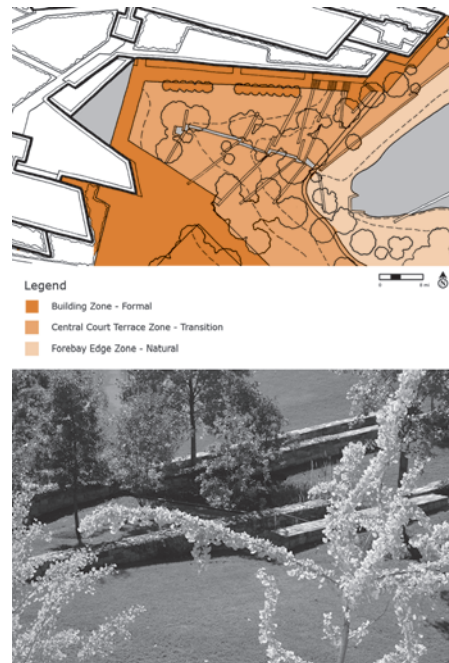 Legend
Building Zone - Formal
Central Court Terrace Zone - Transition
Forebay Edge Zone - Natural